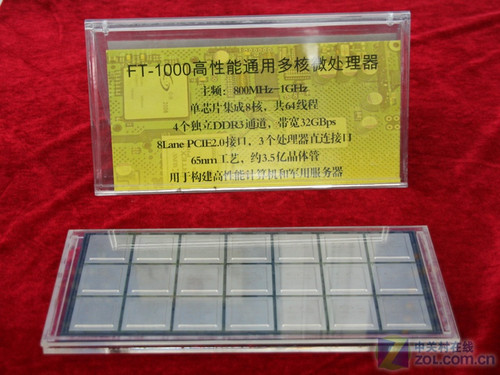 FT-1000高性能通用多核微处理器
主频：800MHz-1GHz
单芯片集成8核，共64线程
4个独立DDR3通道，带宽32GBps
8Lane PCIE2.0接口，3个处理器直连接口
65nm工艺，约3.5亿晶体管
用于构建高性能计算机和军用服务器
中关村在线
ZOL.com.cn